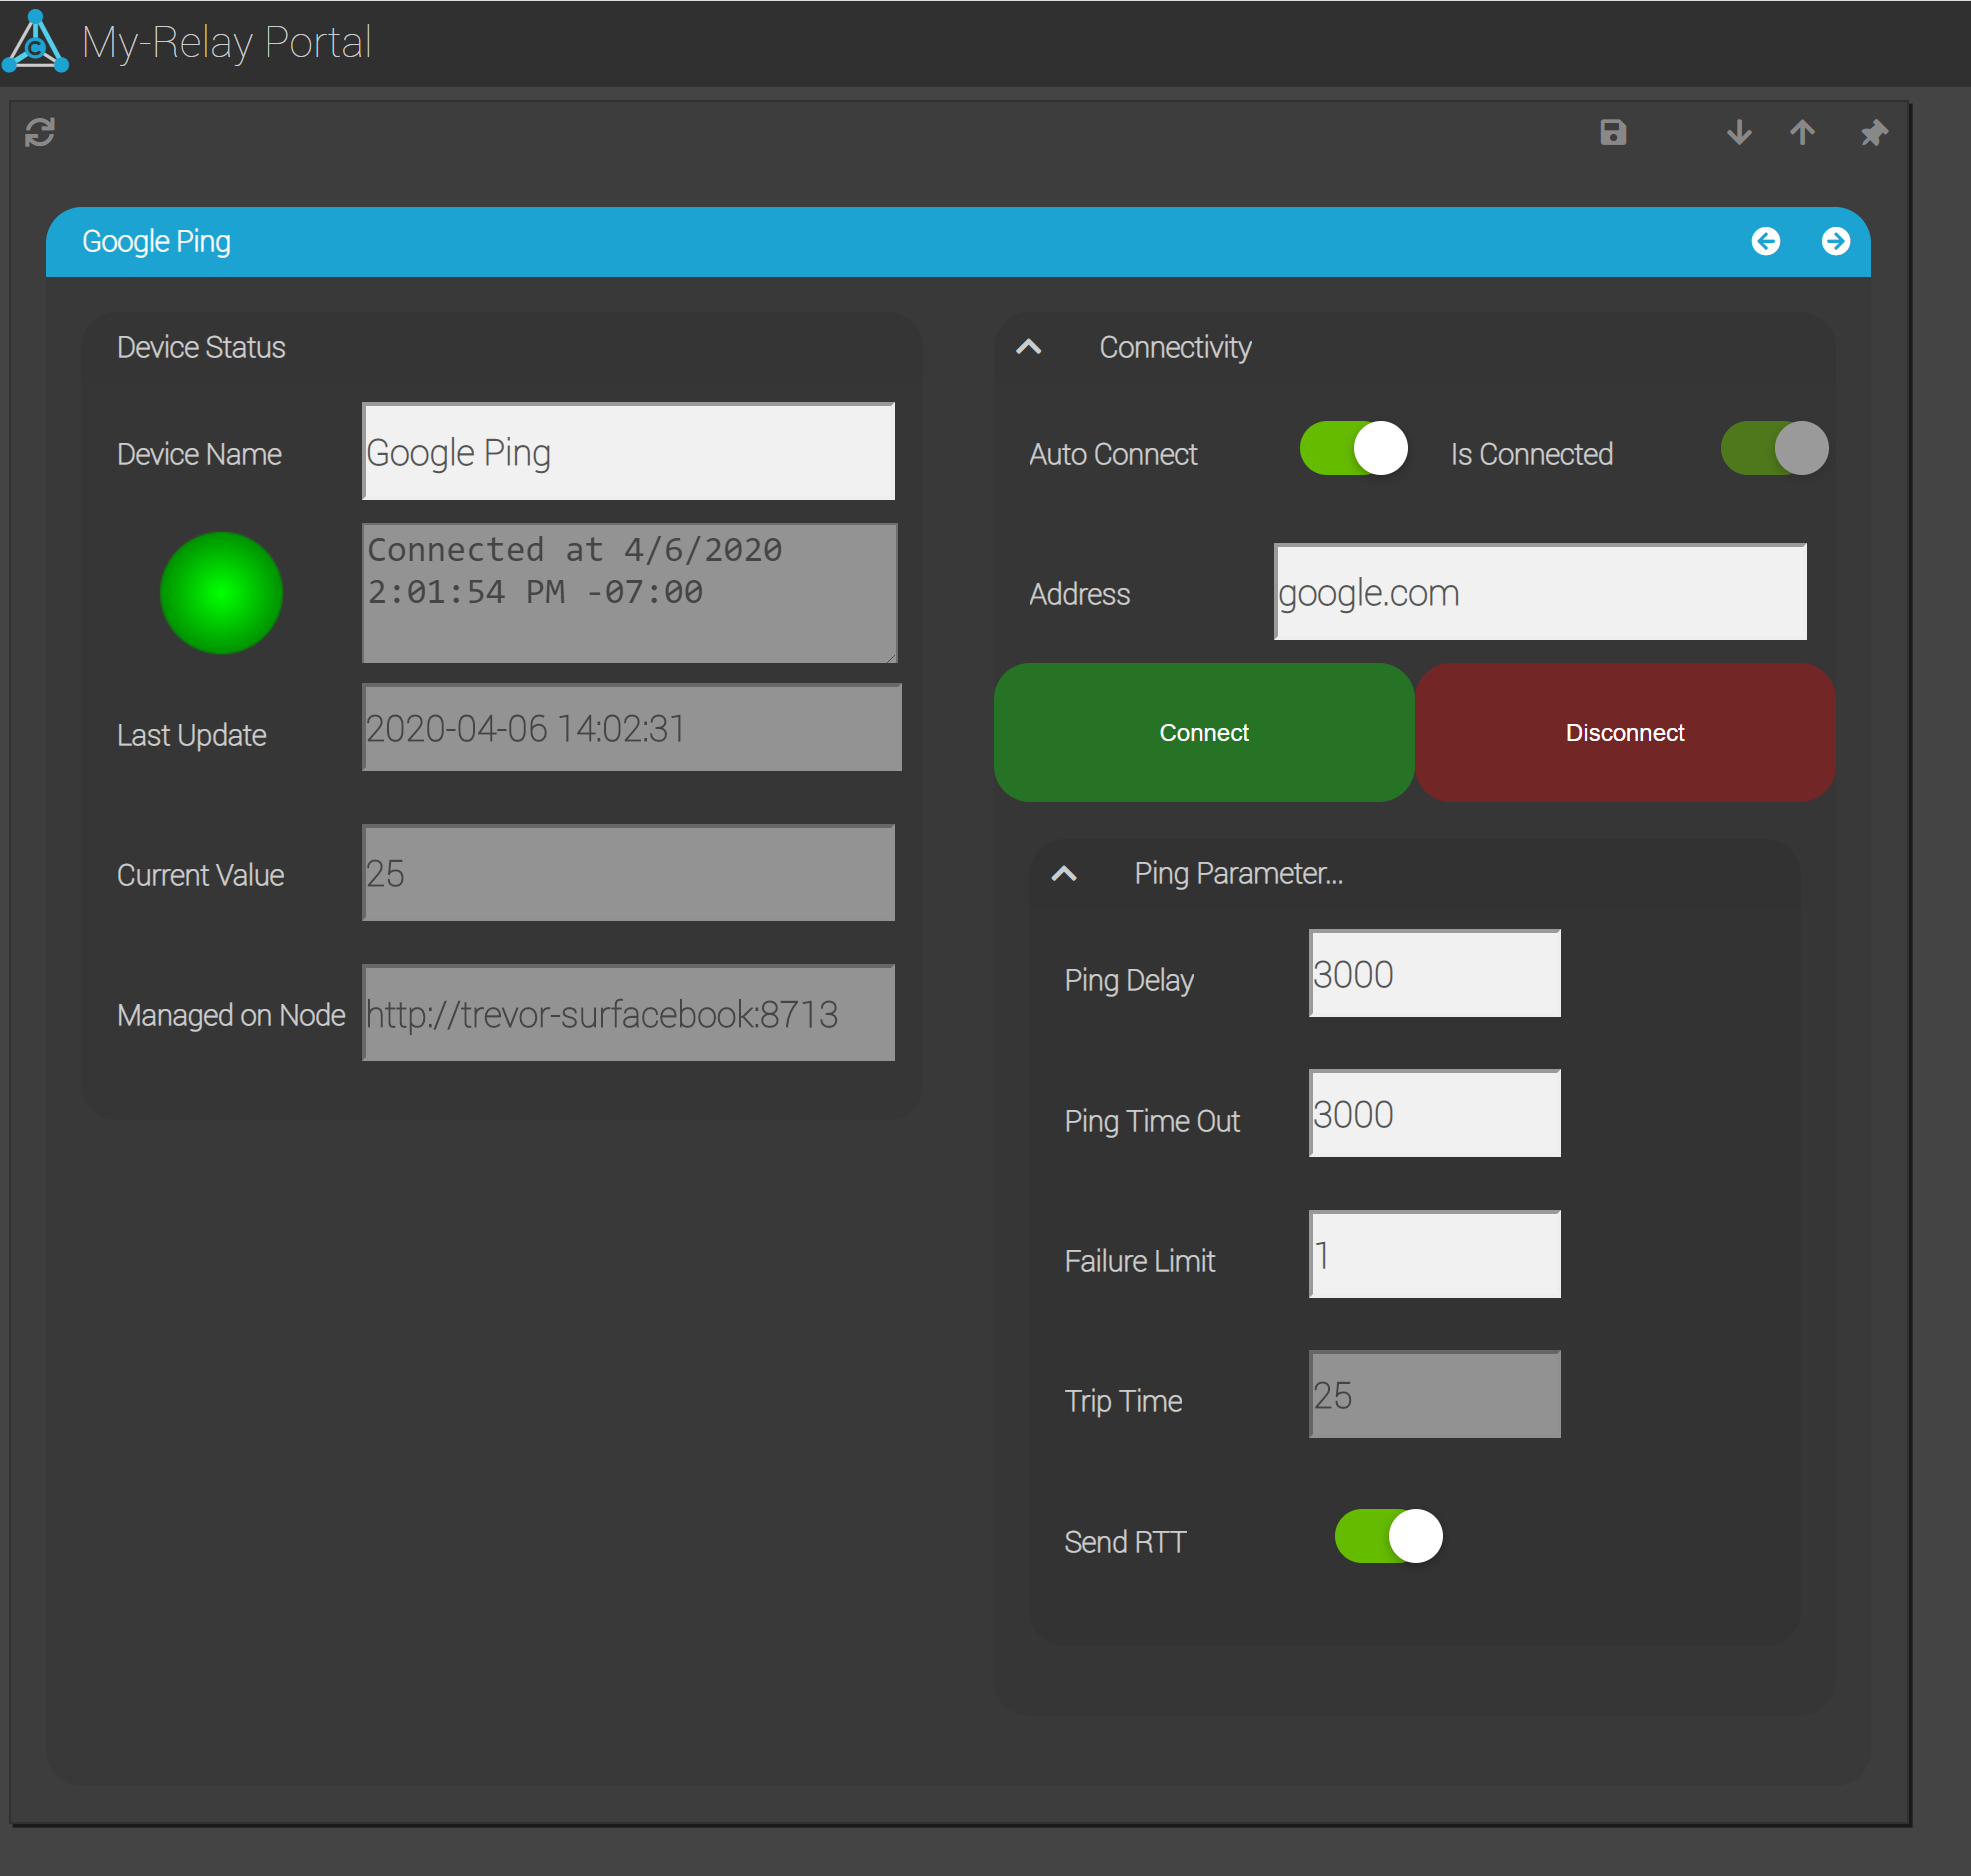 My-Relay Portal
Google Ping
Device Status
Device Name
Google Ping
Connected at 4/6/2020
2:01:54 PM -07:00
Last Update
2020-04-06 14:02:31
Current Value
25
Managed on Node
http://trevor-surfacebook:8713
Connectivity
Auto Connect
Is Connected
Address
google.com
Connect
Disconnect
Ping Parameter...
Ping Delay
3000
Ping Time Out
3000
Failure Limit
1
Trip Time
25
Send RTT